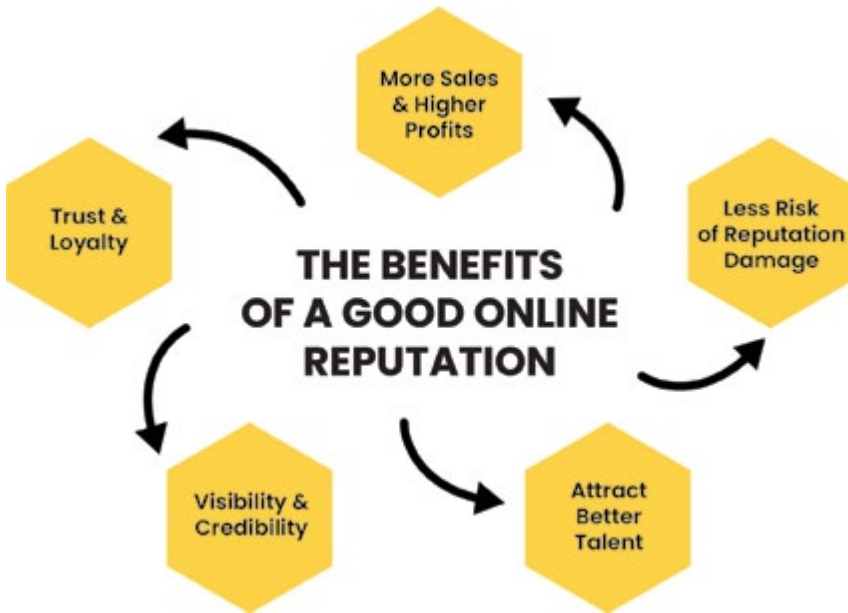 More Sales
& Higher
Profits
Trust &
Loyalty
Less Risk
of Reputation
Damage
THE BENEFITS
OF A GOOD ONLINE
REPUTATION
Visibility &
Credibility
Attract
Better
Talent